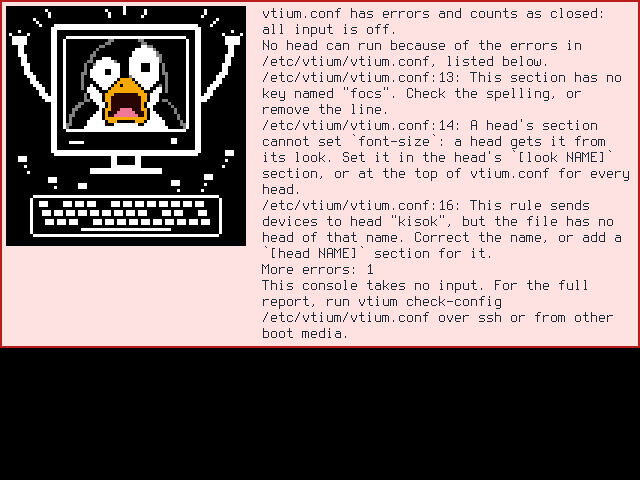 vtium.conf has errors and counts as closed:
all input is off.
No head can run because of the errors in
/etc/vtium/vtium.conf, listed below.
/etc/vtium/vtium.conf:13: This section has no
key named "focs". Check the spelling, or
remove the line.
/etc/vtium/vtium.conf:14: A head's section
cannot set `font-size`: a head gets it from
its look. Set it in the head's `[look NAME]`
section, or at the top of vtium.conf for every
head.
/etc/vtium/vtium.conf:16: This rule sends
devices to head "kisok", but the file has no
head of that name. Correct the name, or add a
`[head NAME]` section for it.
More errors: 1
This console takes no input. For the full
report, run vtium check-config
/etc/vtium/vtium.conf over ssh or from other
boot media.